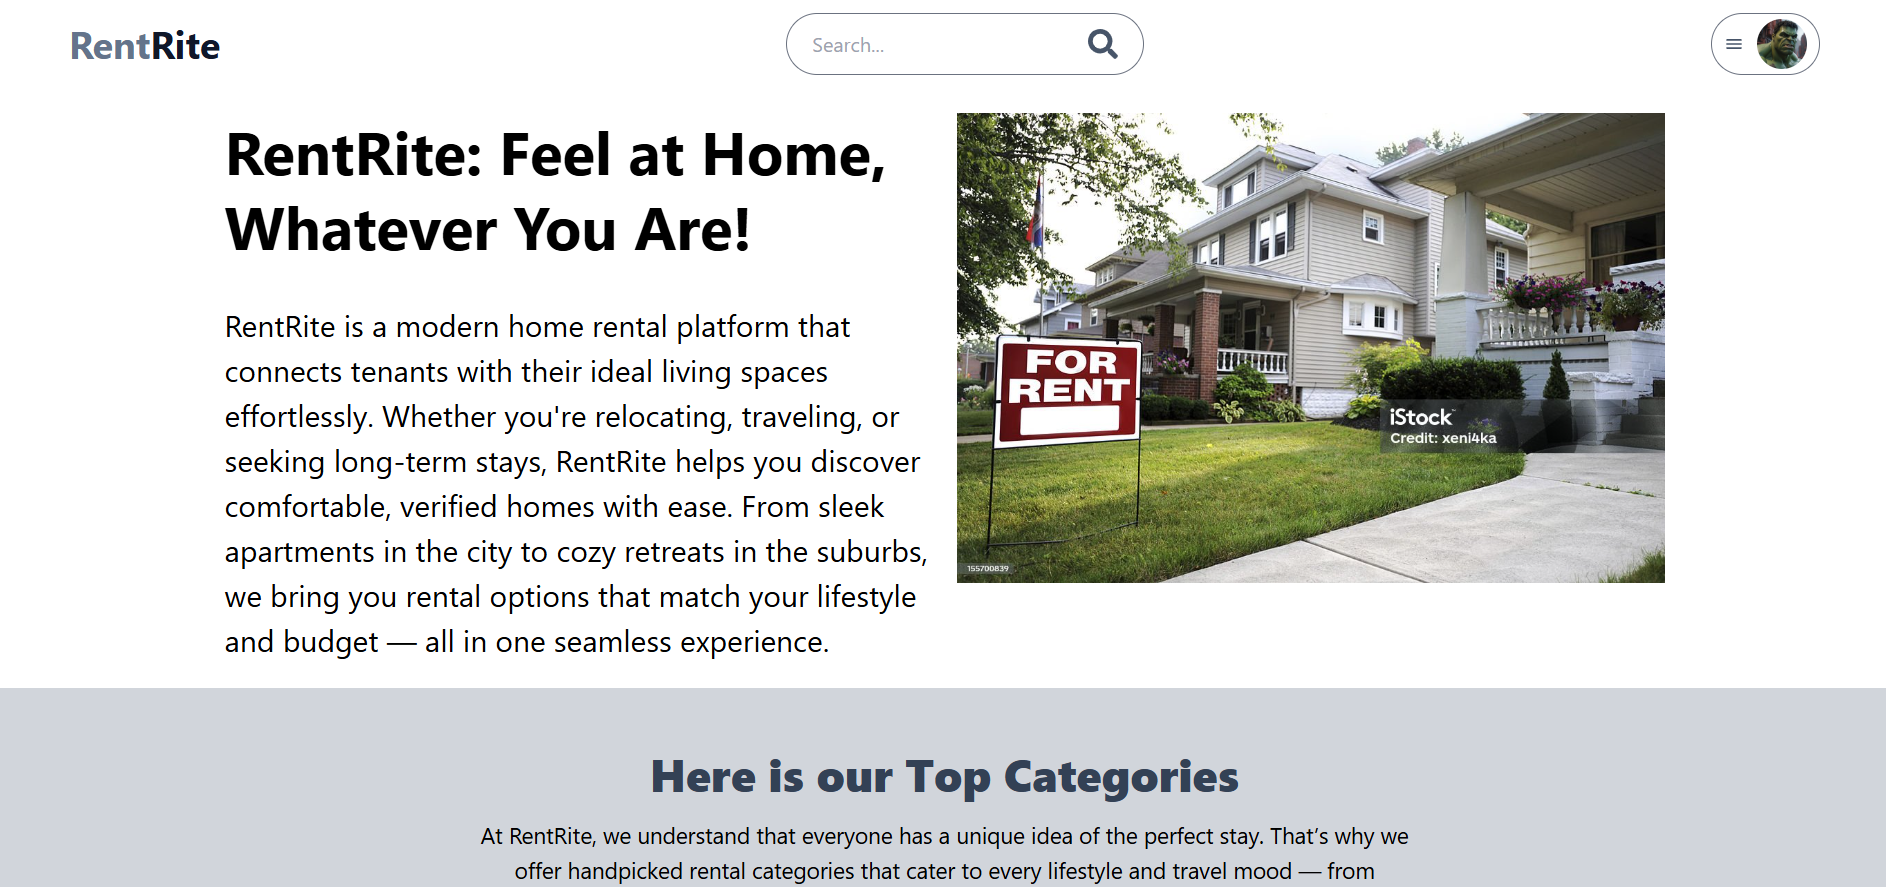 RentRite
Search...
RentRite: Feel at Home,
Whatever You Are!
RentRite is a modern home rental platform that
connects tenants with their ideal living spaces
effortlessly. Whether you're relocating, traveling, or
seeking long-term stays, RentRite helps you discover
comfortable, verified homes with ease. From sleek
apartments in the city to cozy retreats in the suburbs,
we bring you rental options that match your lifestyle
and budget — all in one seamless experience.
FOR
RENT
iStock
Credit: xeni4ka
155700839
Here is our Top Categories
At RentRite, we understand that everyone has a unique idea of the perfect stay. That’s why we
offer handpicked rental categories that cater to every lifestyle and travel mood — from